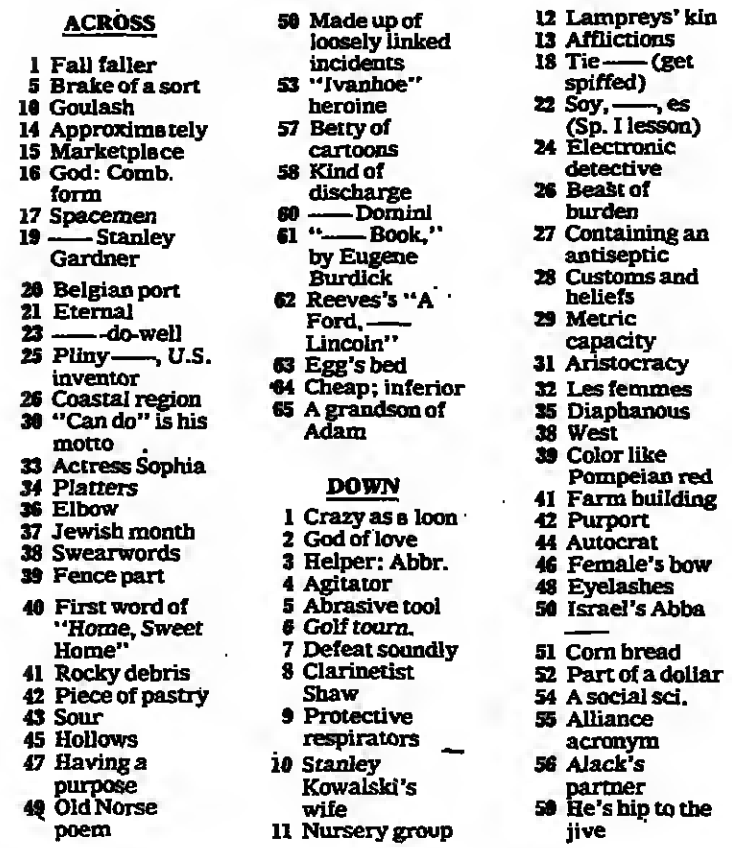 ACROSS
1 Fall faller
5 Brake of a sort
10 Goulash
14 Approximately
15 Marketplace
16 God: Comb.
form
17 Spacemen
19 —— Stanley
Gardner
20 Belgian port
21 Eternal
23 ——-do-well
25 Pliny ——, U.S.
inventor
26 Coastal region
30 "Can do" is his
motto
33 Actress Sophia
34 Platters
36 Elbow
37 Jewish month
38 Swearwords
39 Fence part
40 First word of
"Home, Sweet
Home"
41 Rocky debris
42 Piece of pastry
43 Sour
45 Hollows
47 Having a
purpose
49 Old Norse
poem
50 Made up of
loosely linked
incidents
53 "Ivanhoe"
heroine
57 Betty of
cartoons
58 Kind of
discharge
60 —— Domini
61 "—— Book,"
by Eugene
Burdick
62 Reeves's "A
Ford, ——
Lincoln"
63 Egg's bed
64 Cheap; inferior
65 A grandson of
Adam
DOWN
1 Crazy as a loon
2 God of love
3 Helper: Abbr.
4 Agitator
5 Abrasive tool
6 Golf tourn.
7 Defeat soundly
8 Clarinetist
Shaw
9 Protective
respirators
10 Stanley
Kowalski's
wife
11 Nursery group
12 Lampreys' kin
13 Afflictions
18 Tie —— (get
spiffed)
22 Soy, ——, es
(Sp. I lesson)
24 Electronic
detective
26 Beast of
burden
27 Containing an
antiseptic
28 Customs and
beliefs
29 Metric
capacity
31 Aristocracy
32 Les femmes
35 Diaphanous
38 West
39 Color like
Pompeian red
41 Farm building
42 Purport
44 Autocrat
46 Female's bow
48 Eyelashes
50 Israel's Abba
——
51 Corn bread
52 Part of a dollar
54 A social sci.
55 Alliance
acronym
56 Alack's
partner
59 He's hip to the
jive